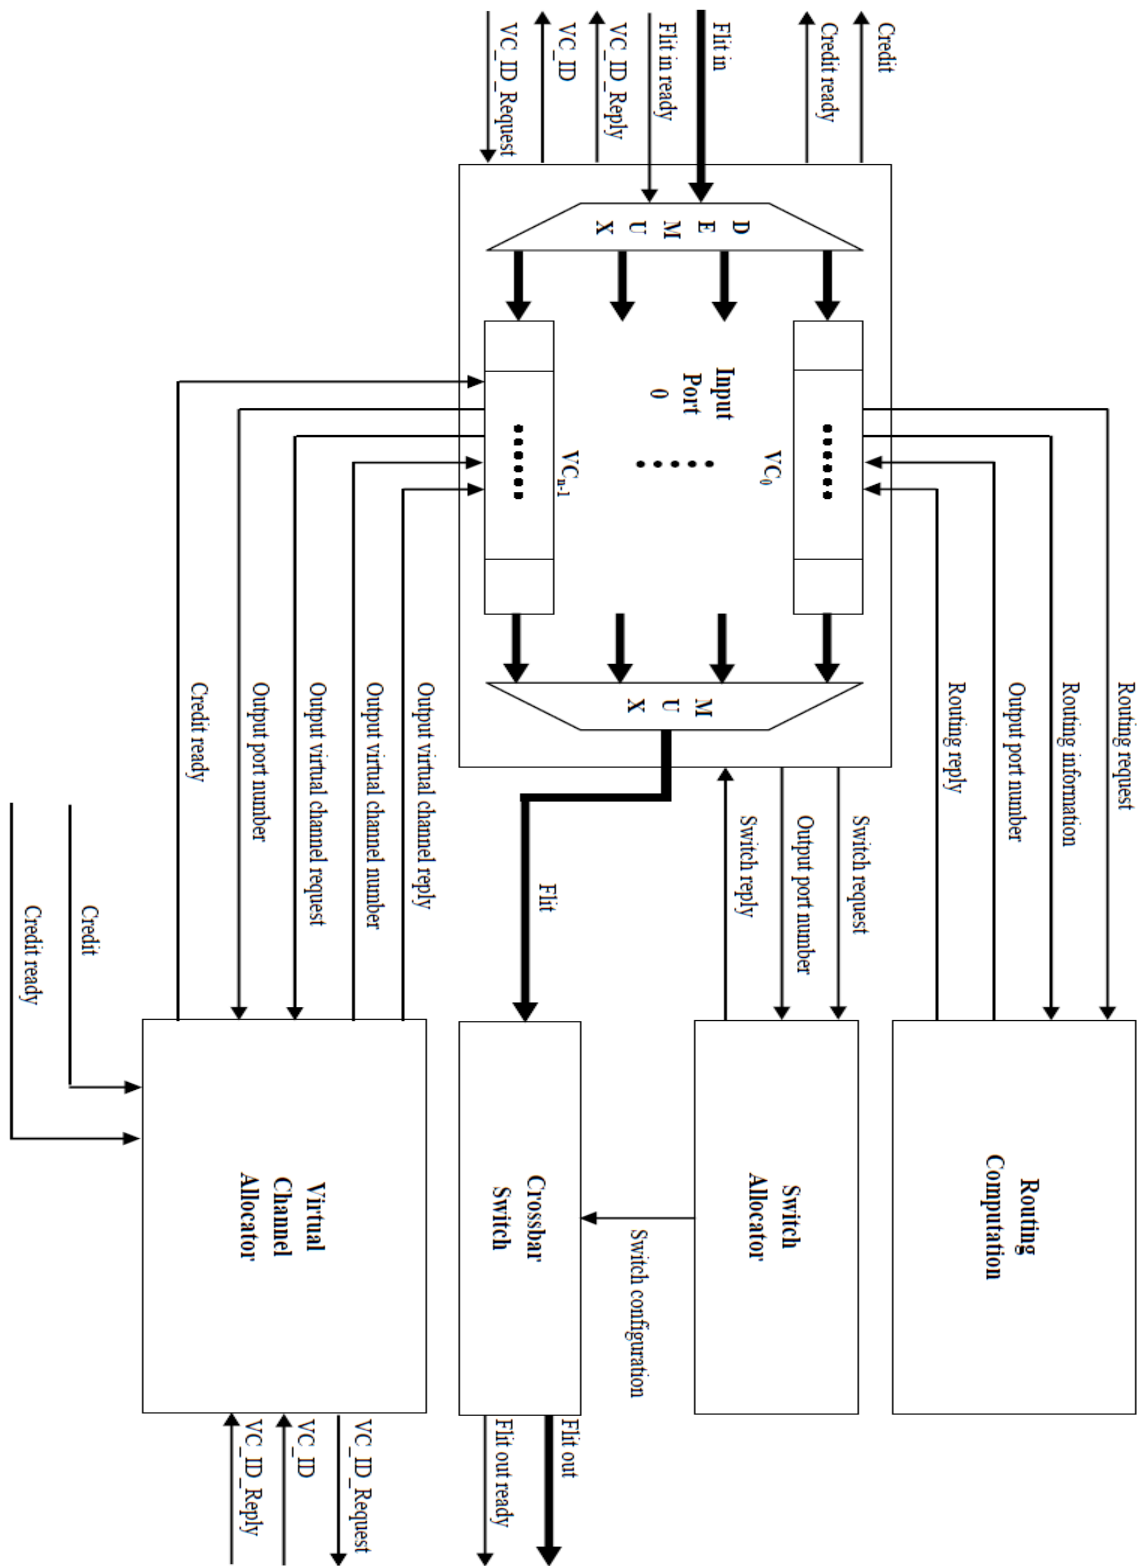 Credit
Credit ready
Flit in
Flit in ready
VC_ID_Reply
VC_ID
VC_ID_Request
D
E
M
U
X
Input
Port
0
VC0
VCn-1
M
U
X
Routing request
Routing information
Output port number
Routing reply
Switch request
Output port number
Switch reply
Flit
Output virtual channel reply
Output virtual channel number
Output virtual channel request
Output port number
Credit ready
Credit
Credit ready
Routing
Computation
Switch
Allocator
Switch configuration
Crossbar
Switch
Virtual
Channel
Allocator
Flit out
Flit out ready
VC_ID_Request
VC_ID
VC_ID_Reply